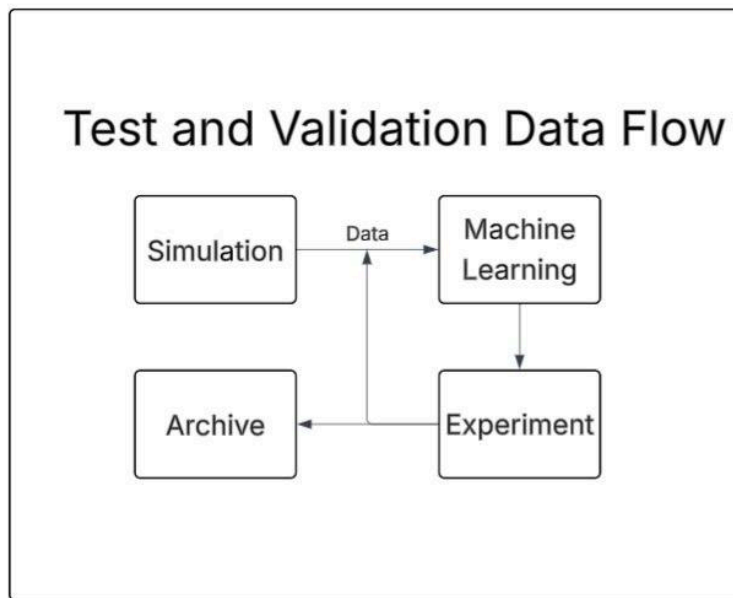 Test and Validation Data Flow
Simulation
Data
Machine
Learning
Archive
Experiment